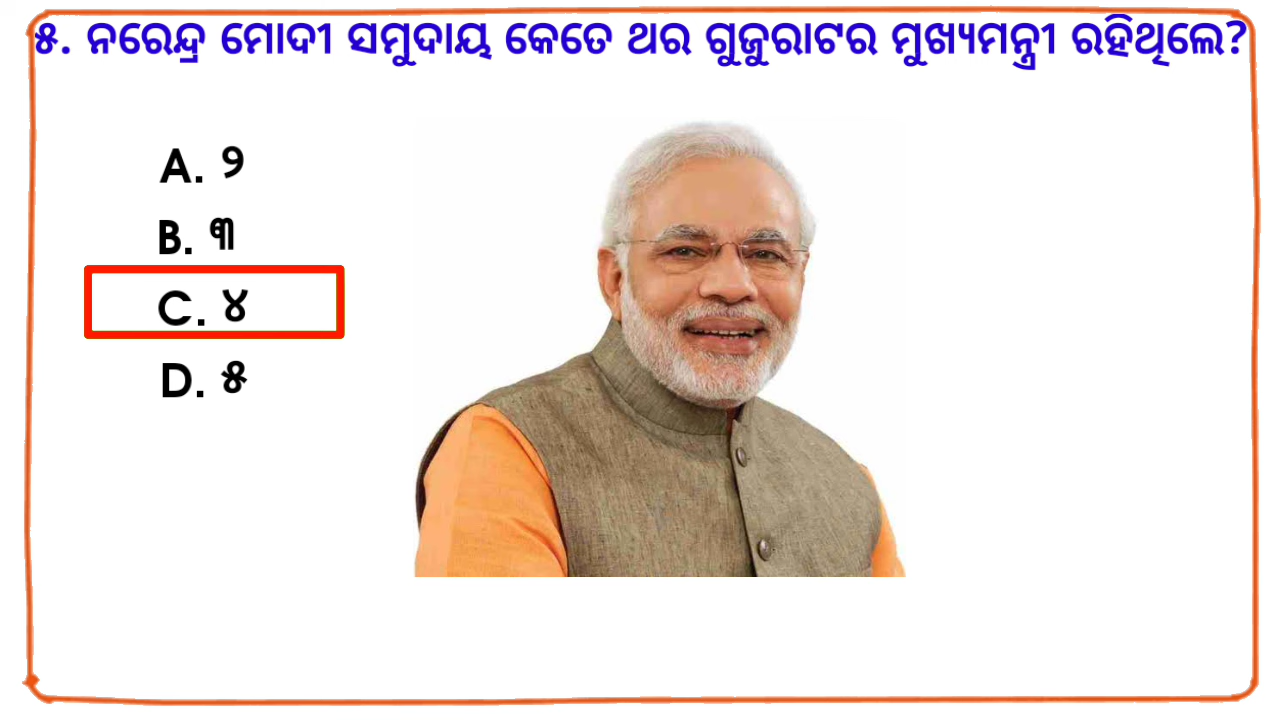 ୫. ନରେନ୍ଦ୍ର ମୋଦୀ ସମୁଦାୟ କେତେ ଥର ଗୁଜୁରାଟର ମୁଖ୍ୟମନ୍ତ୍ରୀ ରହିଥିଲେ?
A. ୨
B. ୩
C. ୪
D. ୫